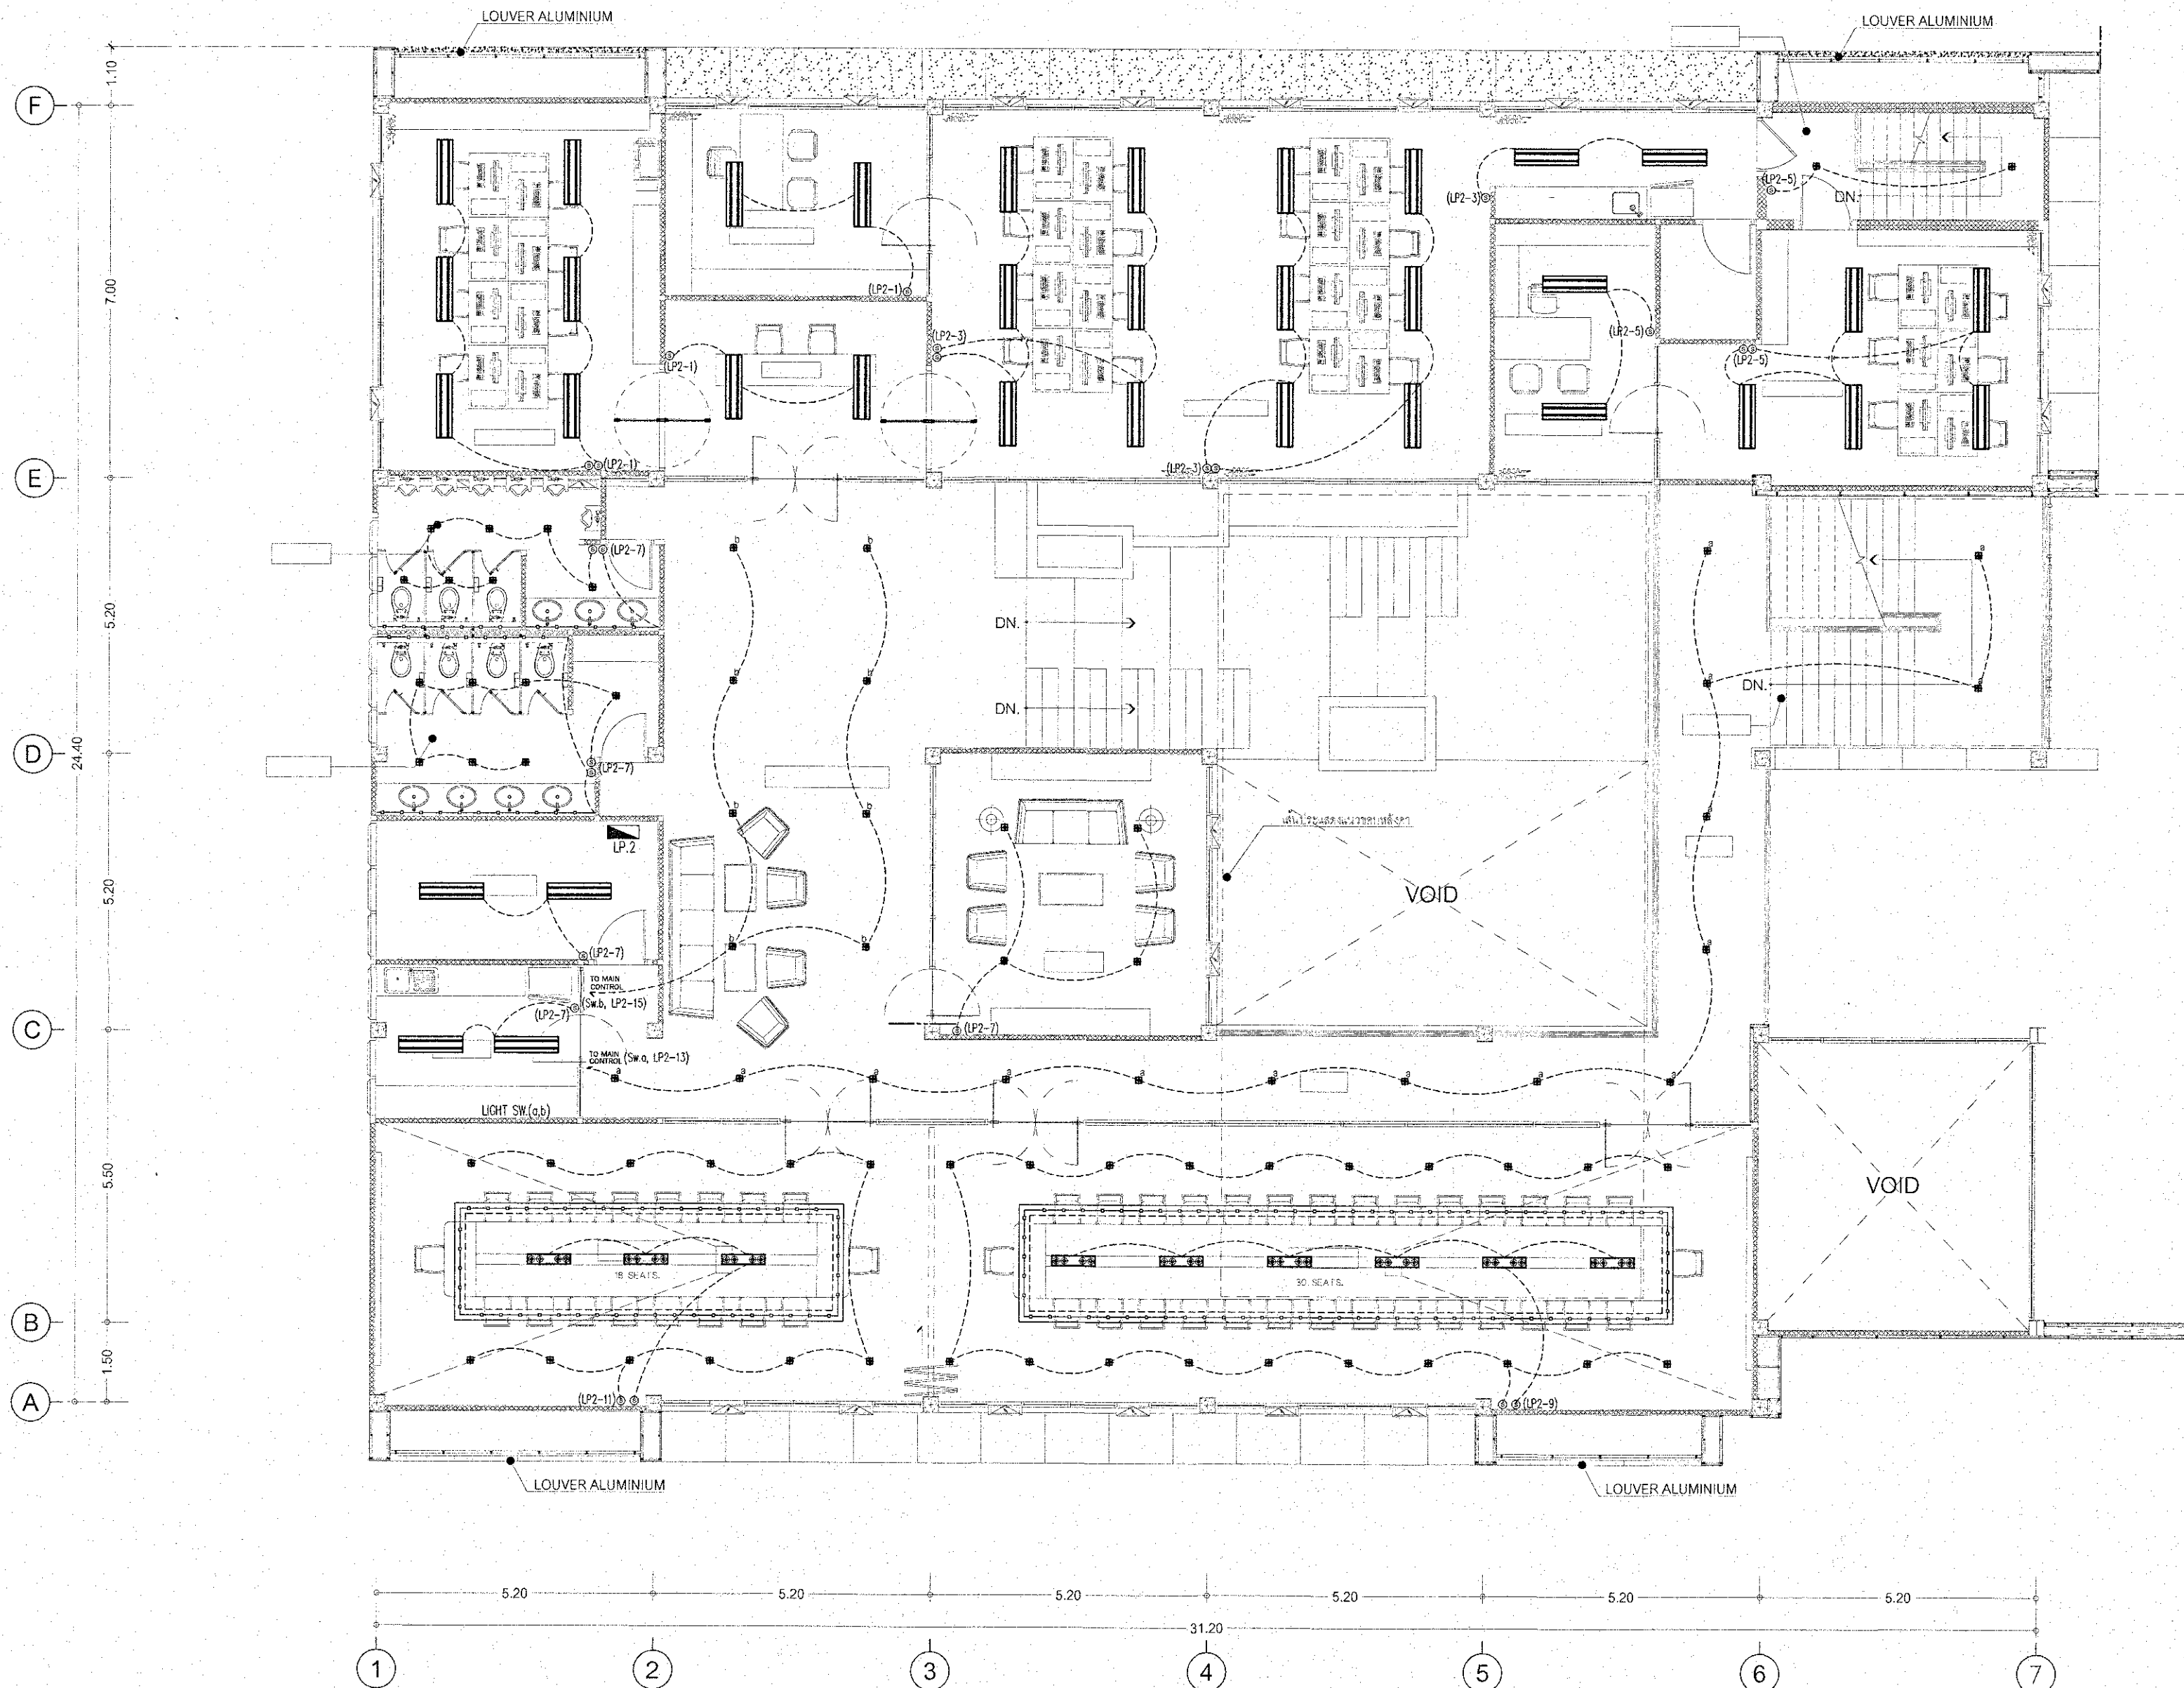 LOUVER ALUMINIUM
LOUVER ALUMINIUM
1.10
F
7.00
(LP2-5)
(LP2-3)
DN.
(LP2-1)
(LP2-3)
(LP2-5)
(LP2-1)
(LP2-5)
(LP2-1)
(LP2-3)
E
b
b
a
a
(LP2-7)
5.20
DN.
b
b
a
DN.
a
DN.
D
24.40
(LP2-7)
b
b
a
LP.2
5.20
VOID
b
b
a
(LP2-7)
TO MAIN
CONTROL
(Sw.b, LP2-15)
(LP2-7)
C
(LP2-7)
TO MAIN
CONTROL (Sw.a, LP2-13)
a
a
a
a
a
a
a
a
a
LIGHT SW.(a,b)
5.50
VOID
18 SEATS.
30 SEATS.
B
1.50
A
(LP2-11)
(LP2-9)
LOUVER ALUMINIUM
LOUVER ALUMINIUM
5.20
5.20
5.20
5.20
5.20
5.20
31.20
1
2
3
4
5
6
7